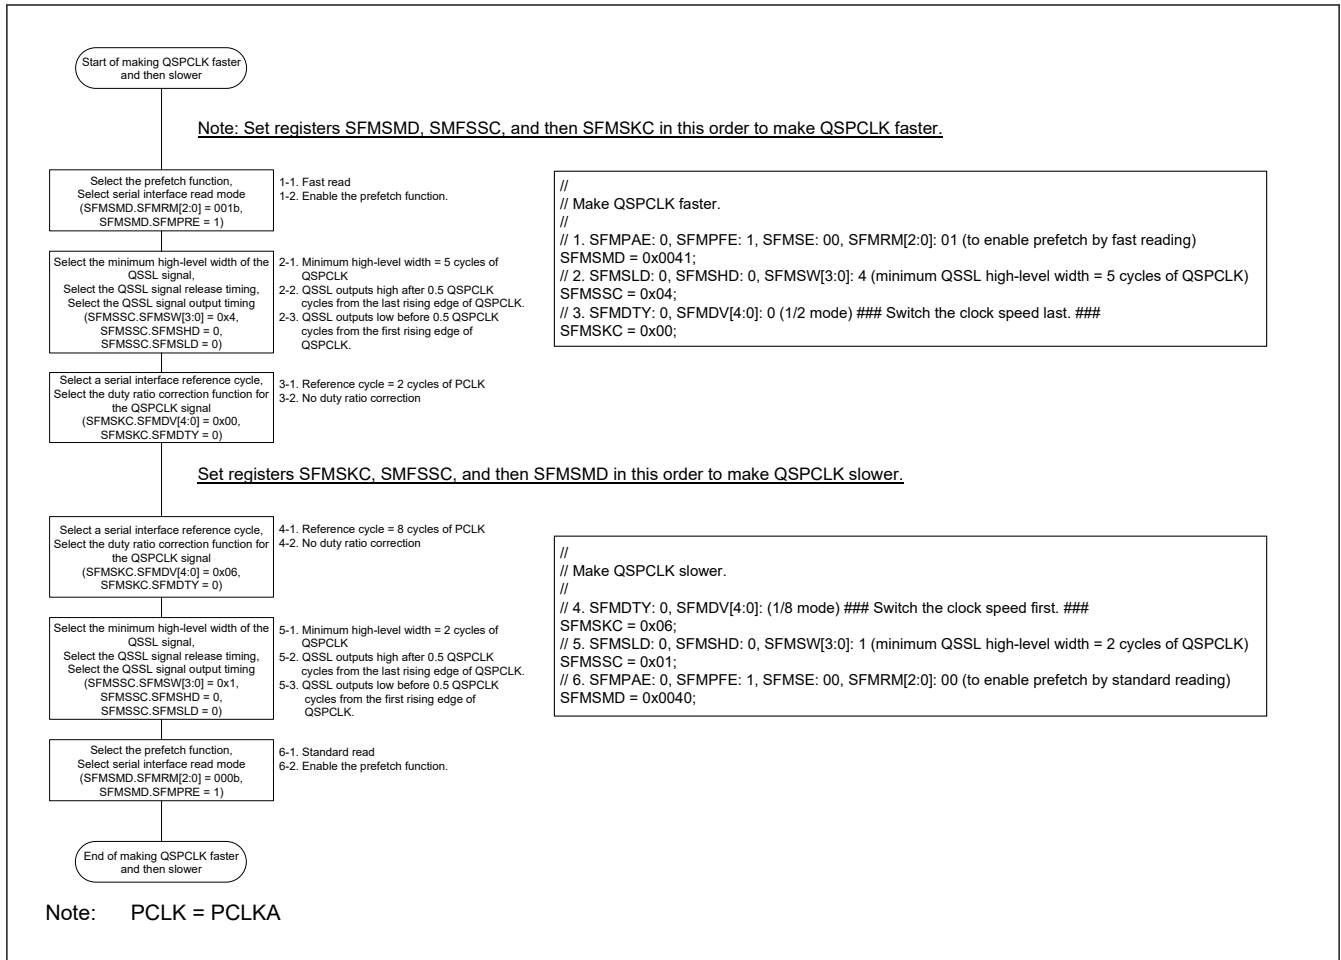 Start of making QSPCLK faster
and then slower
Note: Set registers SFMSMD, SMFSSC, and then SFMSKC in this order to make QSPCLK faster.
Select the prefetch function,
Select serial interface read mode
(SFMSMD.SFMRM[2:0] = 001b,
SFMSMD.SFMPRE = 1)
1-1. Fast read
1-2. Enable the prefetch function.
Select the minimum high-level width of the
QSSL signal,
Select the QSSL signal release timing,
Select the QSSL signal output timing
(SFMSSC.SFMSW[3:0] = 0x4,
SFMSSC.SFMSHD = 0,
SFMSSC.SFMSLD = 0)
2-1. Minimum high-level width = 5 cycles of
QSPCLK
2-2. QSSL outputs high after 0.5 QSPCLK
cycles from the last rising edge of QSPCLK.
2-3. QSSL outputs low before 0.5 QSPCLK
cycles from the first rising edge of
QSPCLK.
Select a serial interface reference cycle,
Select the duty ratio correction function for
the QSPCLK signal
(SFMSKC.SFMDV[4:0] = 0x00,
SFMSKC.SFMDTY = 0)
3-1. Reference cycle = 2 cycles of PCLK
3-2. No duty ratio correction
//
// Make QSPCLK faster.
//
// 1. SFMPAE: 0, SFMPFE: 1, SFMSE: 00, SFMRM[2:0]: 01 (to enable prefetch by fast reading)
SFMSMD = 0x0041;
// 2. SFMSLD: 0, SFMSHD: 0, SFMSW[3:0]: 4 (minimum QSSL high-level width = 5 cycles of QSPCLK)
SFMSSC = 0x04;
// 3. SFMDTY: 0, SFMDV[4:0]: 0 (1/2 mode) ### Switch the clock speed last. ###
SFMSKC = 0x00;
Set registers SFMSKC, SMFSSC, and then SFMSMD in this order to make QSPCLK slower.
Select a serial interface reference cycle,
Select the duty ratio correction function for
the QSPCLK signal
(SFMSKC.SFMDV[4:0] = 0x06,
SFMSKC.SFMDTY = 0)
4-1. Reference cycle = 8 cycles of PCLK
4-2. No duty ratio correction
Select the minimum high-level width of the
QSSL signal,
Select the QSSL signal release timing,
Select the QSSL signal output timing
(SFMSSC.SFMSW[3:0] = 0x1,
SFMSSC.SFMSHD = 0,
SFMSSC.SFMSLD = 0)
5-1. Minimum high-level width = 2 cycles of
QSPCLK
5-2. QSSL outputs high after 0.5 QSPCLK
cycles from the last rising edge of QSPCLK.
5-3. QSSL outputs low before 0.5 QSPCLK
cycles from the first rising edge of
QSPCLK.
Select the prefetch function,
Select serial interface read mode
(SFMSMD.SFMRM[2:0] = 000b,
SFMSMD.SFMPRE = 1)
6-1. Standard read
6-2. Enable the prefetch function.
//
// Make QSPCLK slower.
//
// 4. SFMDTY: 0, SFMDV[4:0]: (1/8 mode) ### Switch the clock speed first. ###
SFMSKC = 0x06;
// 5. SFMSLD: 0, SFMSHD: 0, SFMSW[3:0]: 1 (minimum QSSL high-level width = 2 cycles of QSPCLK)
SFMSSC = 0x01;
// 6. SFMPAE: 0, SFMPFE: 1, SFMSE: 00, SFMRM[2:0]: 00 (to enable prefetch by standard reading)
SFMSMD = 0x0040;
End of making QSPCLK faster
and then slower
Note: PCLK = PCLKA